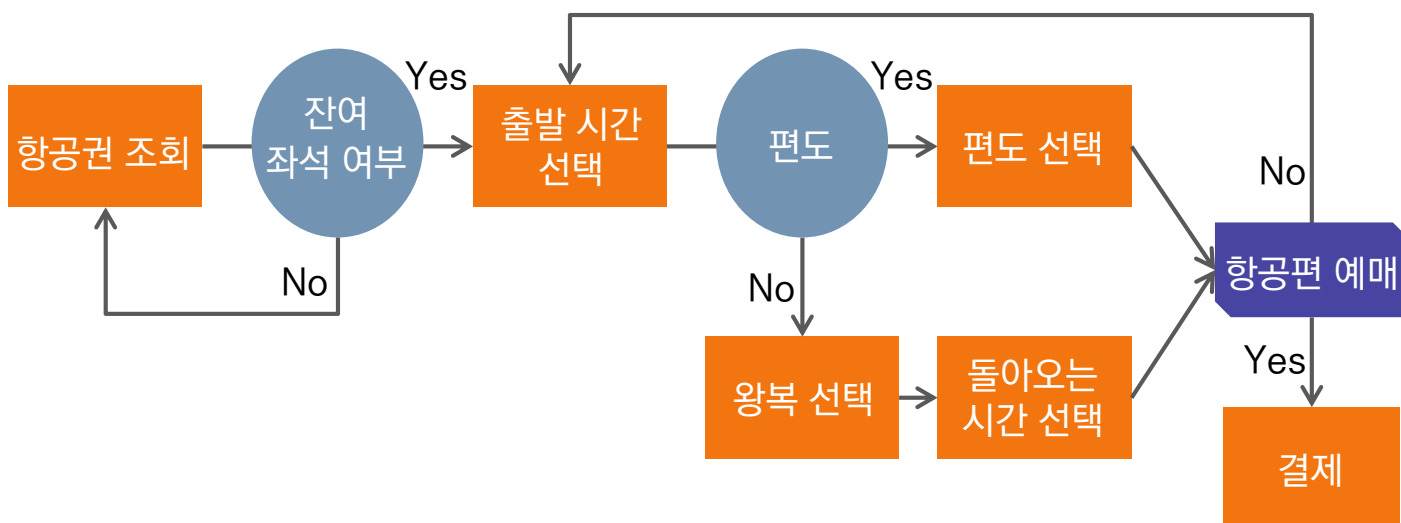 항공권 조회
잔여
좌석 여부
Yes
No
출발 시간
선택
편도
Yes
편도 선택
No
왕복 선택
돌아오는
시간 선택
No
항공편 예매
Yes
결제